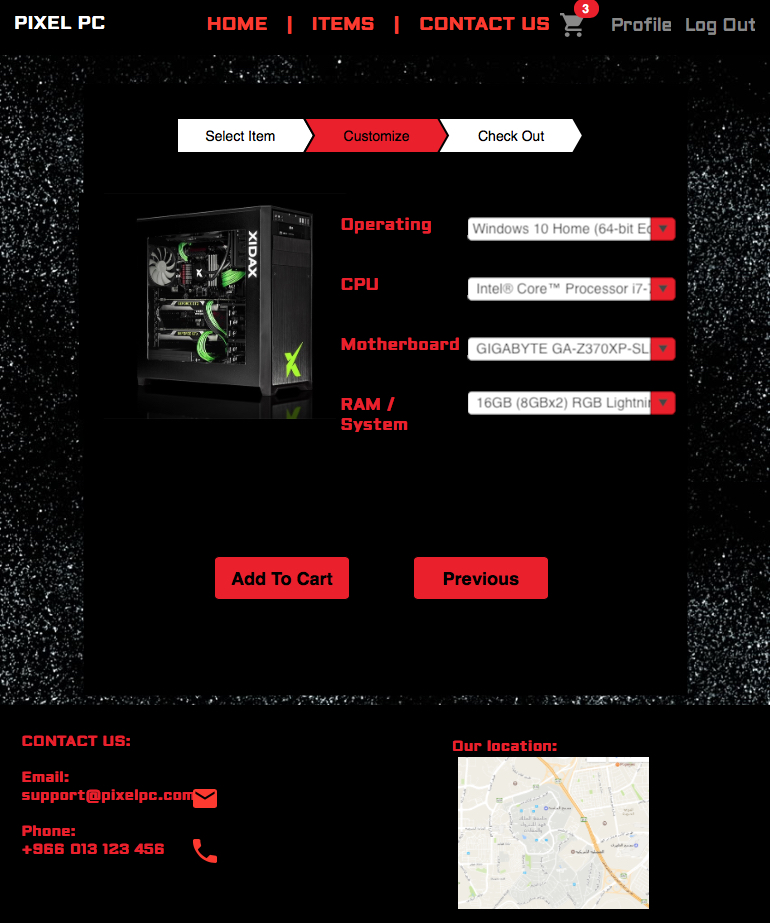 PIXEL PC
HOME | ITEMS | CONTACT US
3
Profile Log Out
Select Item Customize Check Out
XIDAX
Operating
Windows 10 Home (64-bit Ed
CPU
Intel® Core™ Processor i7-
Motherboard
GIGABYTE GA-Z370XP-SL
RAM /
System
16GB (8GBx2) RGB Lightnin
Add To Cart Previous
CONTACT US:
Email:
support@pixelpc.com
Phone:
+966 013 123 456
Our location: